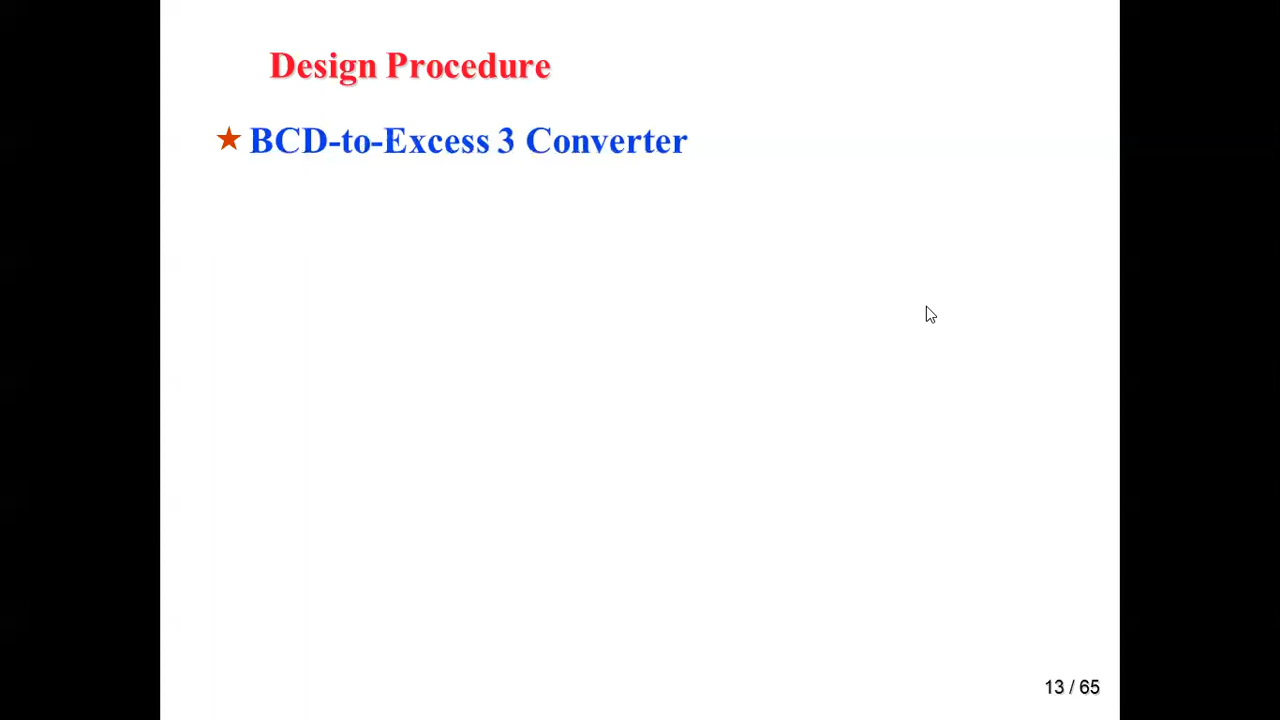 Design Procedure
★ BCD-to-Excess 3 Converter
13 / 65